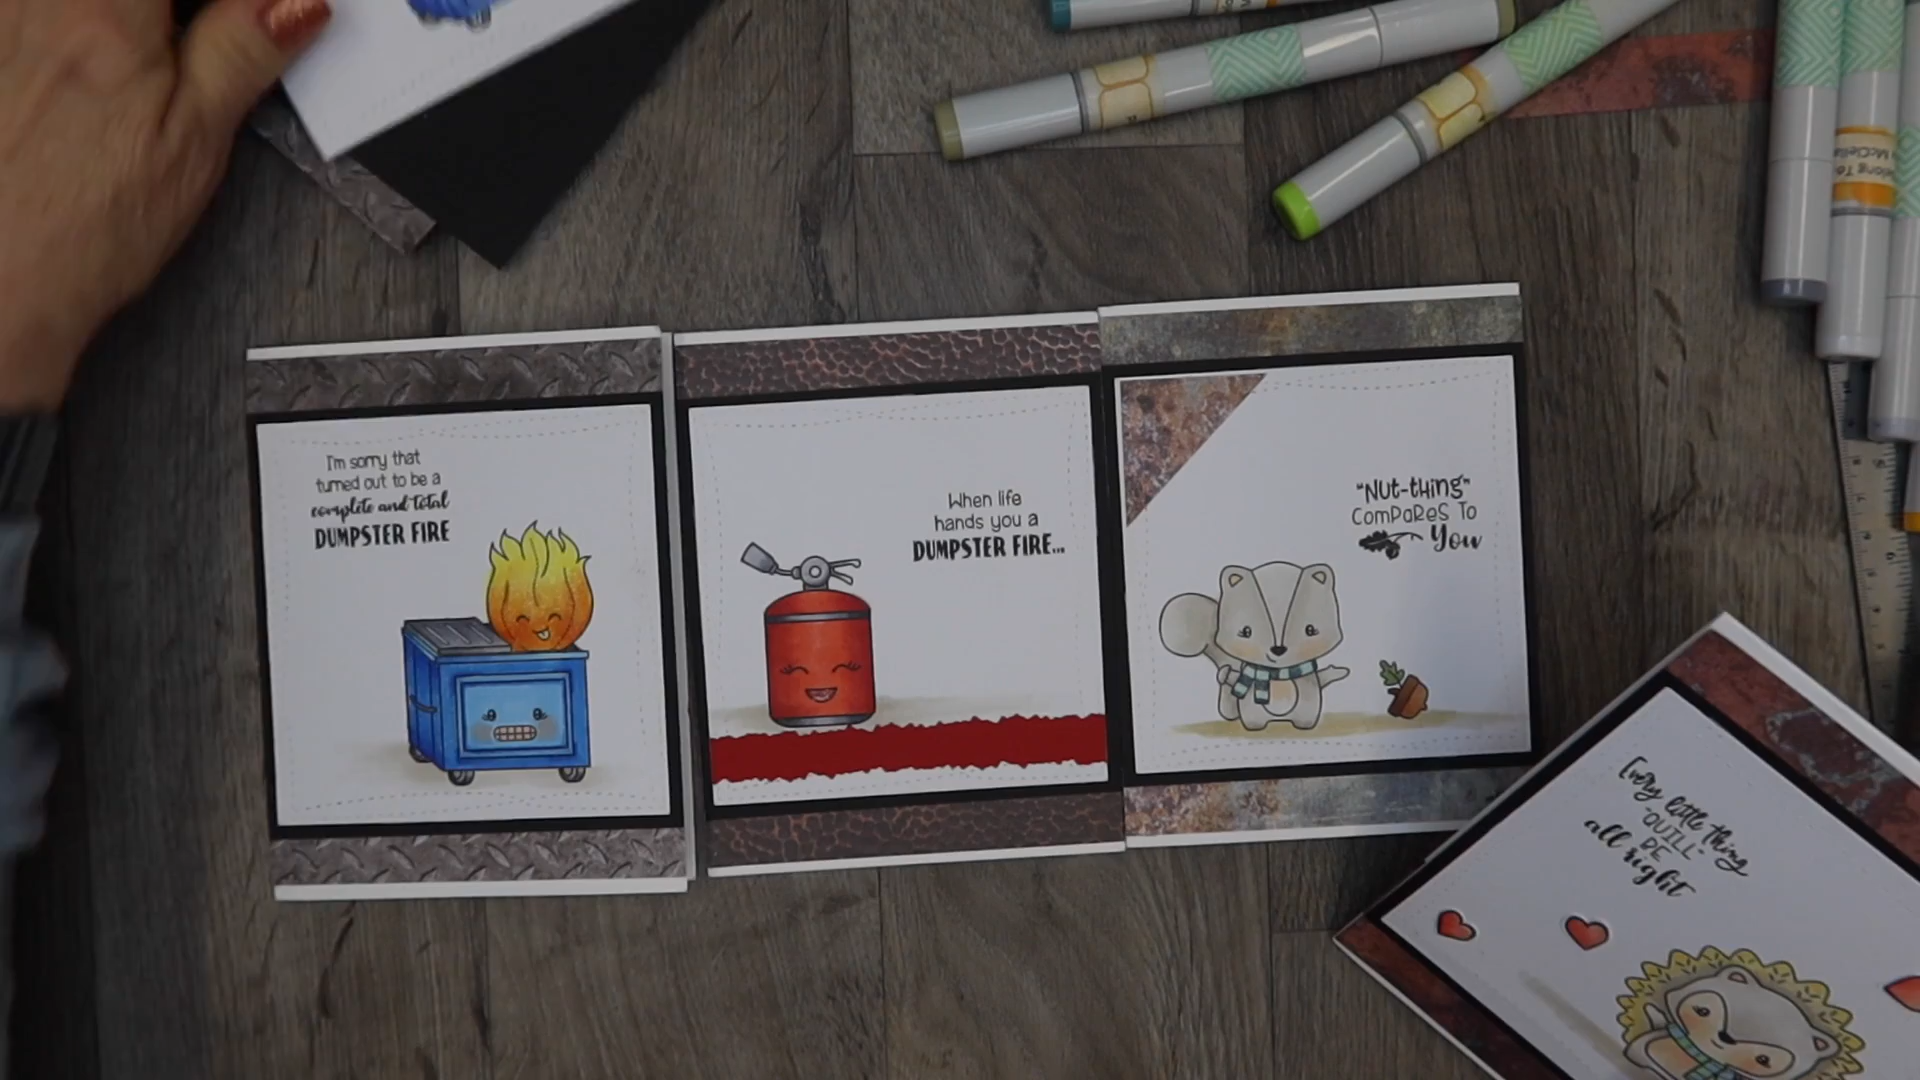 I'm sorry that
turned out to be a
complete and total
DUMPSTER FIRE
When life
hands you a
DUMPSTER FIRE...
"NUT-tHiNg"
COMPARES TO
You
Every little thing
"QUILL"
BE
all right